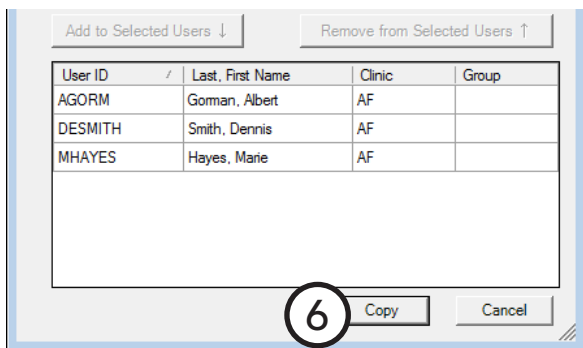 Add to Selected Users ↓ Remove from Selected Users ↑
User ID / Last, First Name Clinic Group
AGORM Gorman, Albert AF
DESMITH Smith, Dennis AF
MHAYES Hayes, Marie AF
6 Copy Cancel